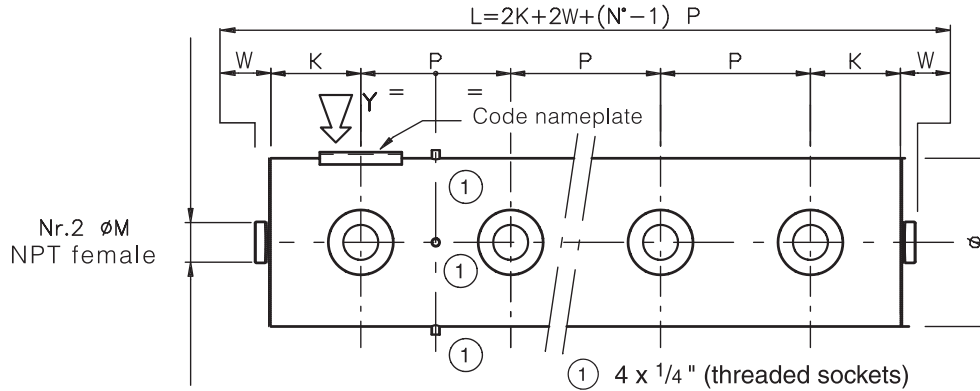 L=2K+2W+(N°-1) P
W K P P P K W
Y = =
Code nameplate
1
Nr.2 øM
NPT female
ø
1
1
1 4 x 1/4 " (threaded sockets)